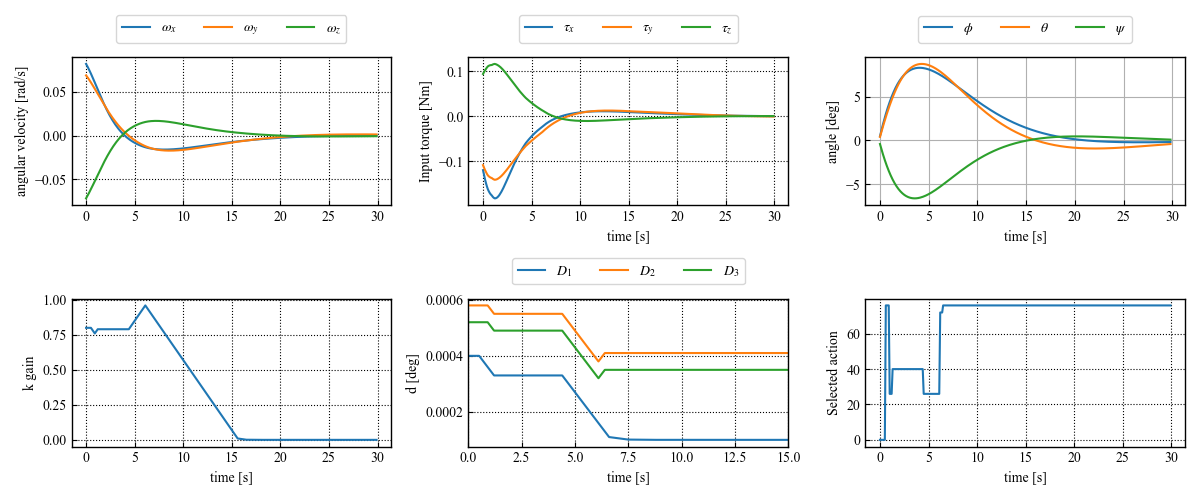 ωx ωy ωz
τx τy τz
ϕ θ ψ
angular velocity [rad/s]
0.05
0.00
−0.05
0 5 10 15 20 25 30
Input torque [Nm]
0.1
0.0
−0.1
0 5 10 15 20 25 30
time [s]
angle [deg]
5
0
−5
0 5 10 15 20 25 30
time [s]
k gain
1.00
0.75
0.50
0.25
0.00
0 5 10 15 20 25 30
time [s]
D1 D2 D3
d [deg]
0.0006
0.0004
0.0002
0.0 2.5 5.0 7.5 10.0 12.5 15.0
time [s]
Selected action
60
40
20
0
0 5 10 15 20 25 30
time [s]